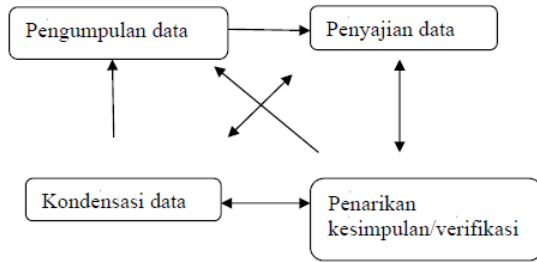 Pengumpulan data
Penyajian data
Kondensasi data
Penarikan
kesimpulan/verifikasi